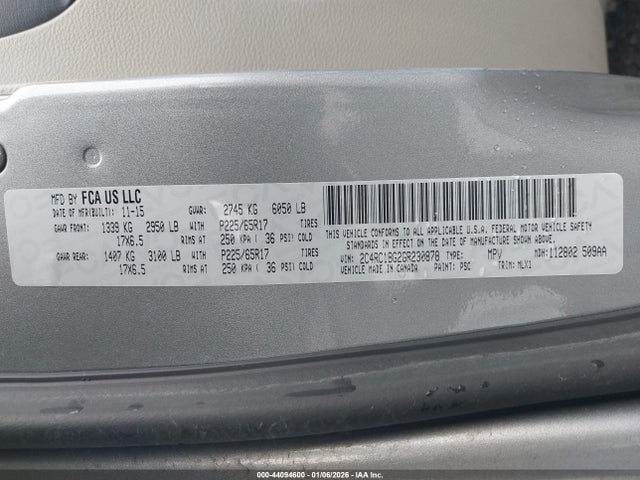 MFD BY FCA US LLC
DATE OF MFR(BUILT): 11-15 GVWR: 2745 KG 6050 LB
GAWR FRONT: 1339 KG 2950 LB WITH P225/65R17 TIRES
17X6.5 RIMS AT 250 KPA ( 36 PSI) COLD
GAWR REAR: 1407 KG 3100 LB WITH P225/65R17 TIRES
17X6.5 RIMS AT 250 KPA ( 36 PSI) COLD
THIS VEHICLE CONFORMS TO ALL APPLICABLE U.S.A. FEDERAL MOTOR VEHICLE SAFETY
STANDARDS IN EFFECT ON THE DATE OF MANUFACTURE SHOWN ABOVE.
VIN: 2C4RC1BG2GR230878 TYPE: MPV MDH: 112802 509AA
VEHICLE MADE IN CANADA PAINT: PSC TRIM: MLX1
000-44094600 - 01/06/2026 - IAA Corp.